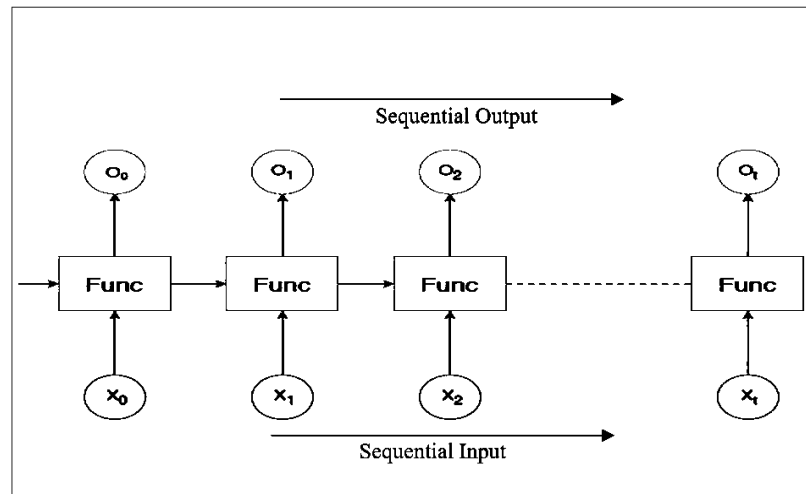 Sequential Output
O₀ O₁ O₂ Oₜ
Func Func Func Func
X₀ X₁ X₂ Xₜ
Sequential Input